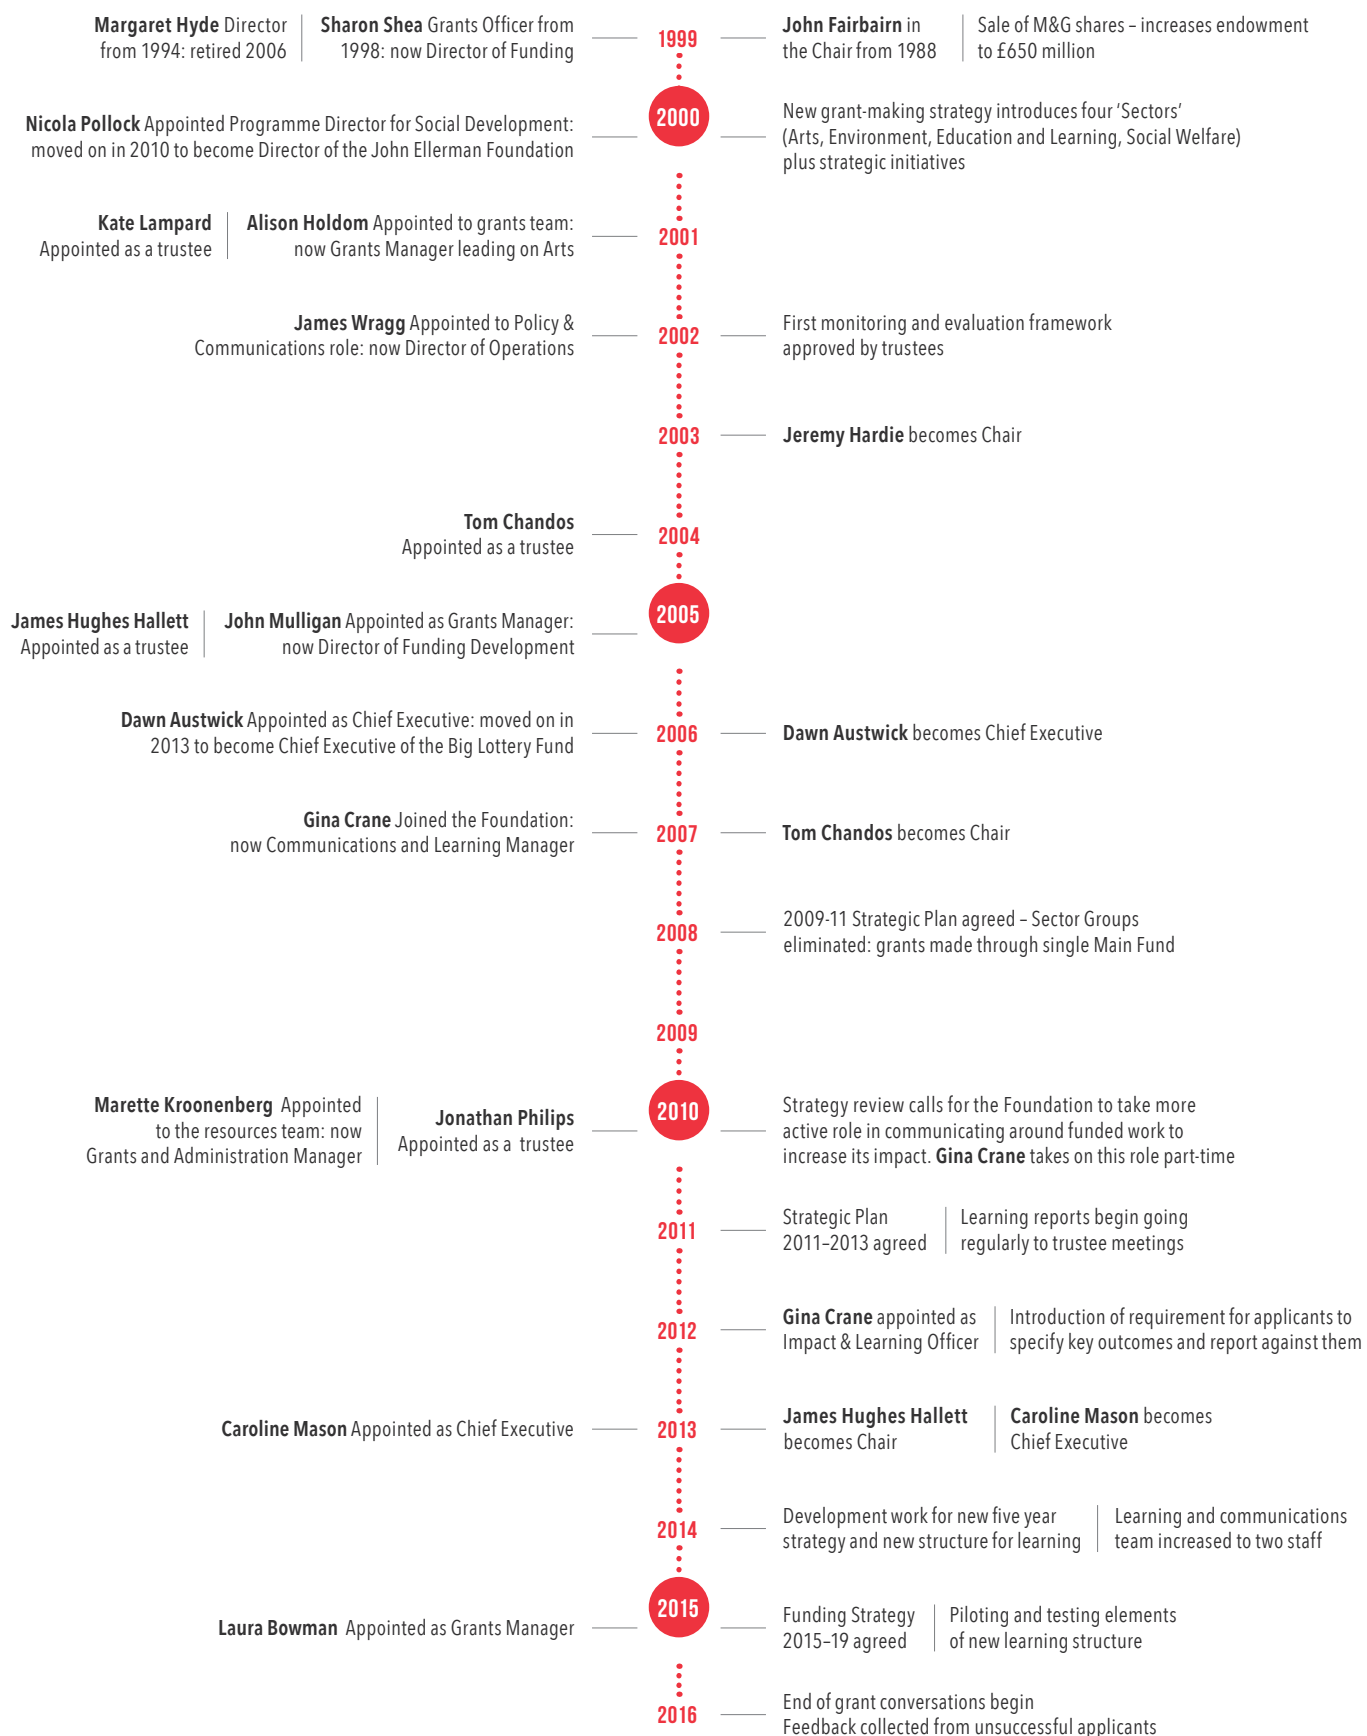 Margaret Hyde Director
from 1994: retired 2006
Sharon Shea Grants Officer from
1998: now Director of Funding
1999
John Fairbairn in
the Chair from 1988
Sale of M&G shares – increases endowment
to £650 million
Nicola Pollock Appointed Programme Director for Social Development:
moved on in 2010 to become Director of the John Ellerman Foundation
2000
New grant-making strategy introduces four ‘Sectors’
(Arts, Environment, Education and Learning, Social Welfare)
plus strategic initiatives
Kate Lampard
Appointed as a trustee
Alison Holdom Appointed to grants team:
now Grants Manager leading on Arts
2001
James Wragg Appointed to Policy &
Communications role: now Director of Operations
2002
First monitoring and evaluation framework
approved by trustees
2003
Jeremy Hardie becomes Chair
Tom Chandos
Appointed as a trustee
2004
James Hughes Hallett
Appointed as a trustee
John Mulligan Appointed as Grants Manager:
now Director of Funding Development
2005
Dawn Austwick Appointed as Chief Executive: moved on in
2013 to become Chief Executive of the Big Lottery Fund
2006
Dawn Austwick becomes Chief Executive
Gina Crane Joined the Foundation:
now Communications and Learning Manager
2007
Tom Chandos becomes Chair
2008
2009-11 Strategic Plan agreed – Sector Groups
eliminated: grants made through single Main Fund
2009
Marette Kroonenberg Appointed
to the resources team: now
Grants and Administration Manager
Jonathan Philips
Appointed as a trustee
2010
Strategy review calls for the Foundation to take more
active role in communicating around funded work to
increase its impact. Gina Crane takes on this role part-time
2011
Strategic Plan
2011–2013 agreed
Learning reports begin going
regularly to trustee meetings
2012
Gina Crane appointed as
Impact & Learning Officer
Introduction of requirement for applicants to
specify key outcomes and report against them
Caroline Mason Appointed as Chief Executive
2013
James Hughes Hallett
becomes Chair
Caroline Mason becomes
Chief Executive
2014
Development work for new five year
strategy and new structure for learning
Learning and communications
team increased to two staff
Laura Bowman Appointed as Grants Manager
2015
Funding Strategy
2015–19 agreed
Piloting and testing elements
of new learning structure
2016
End of grant conversations begin
Feedback collected from unsuccessful applicants